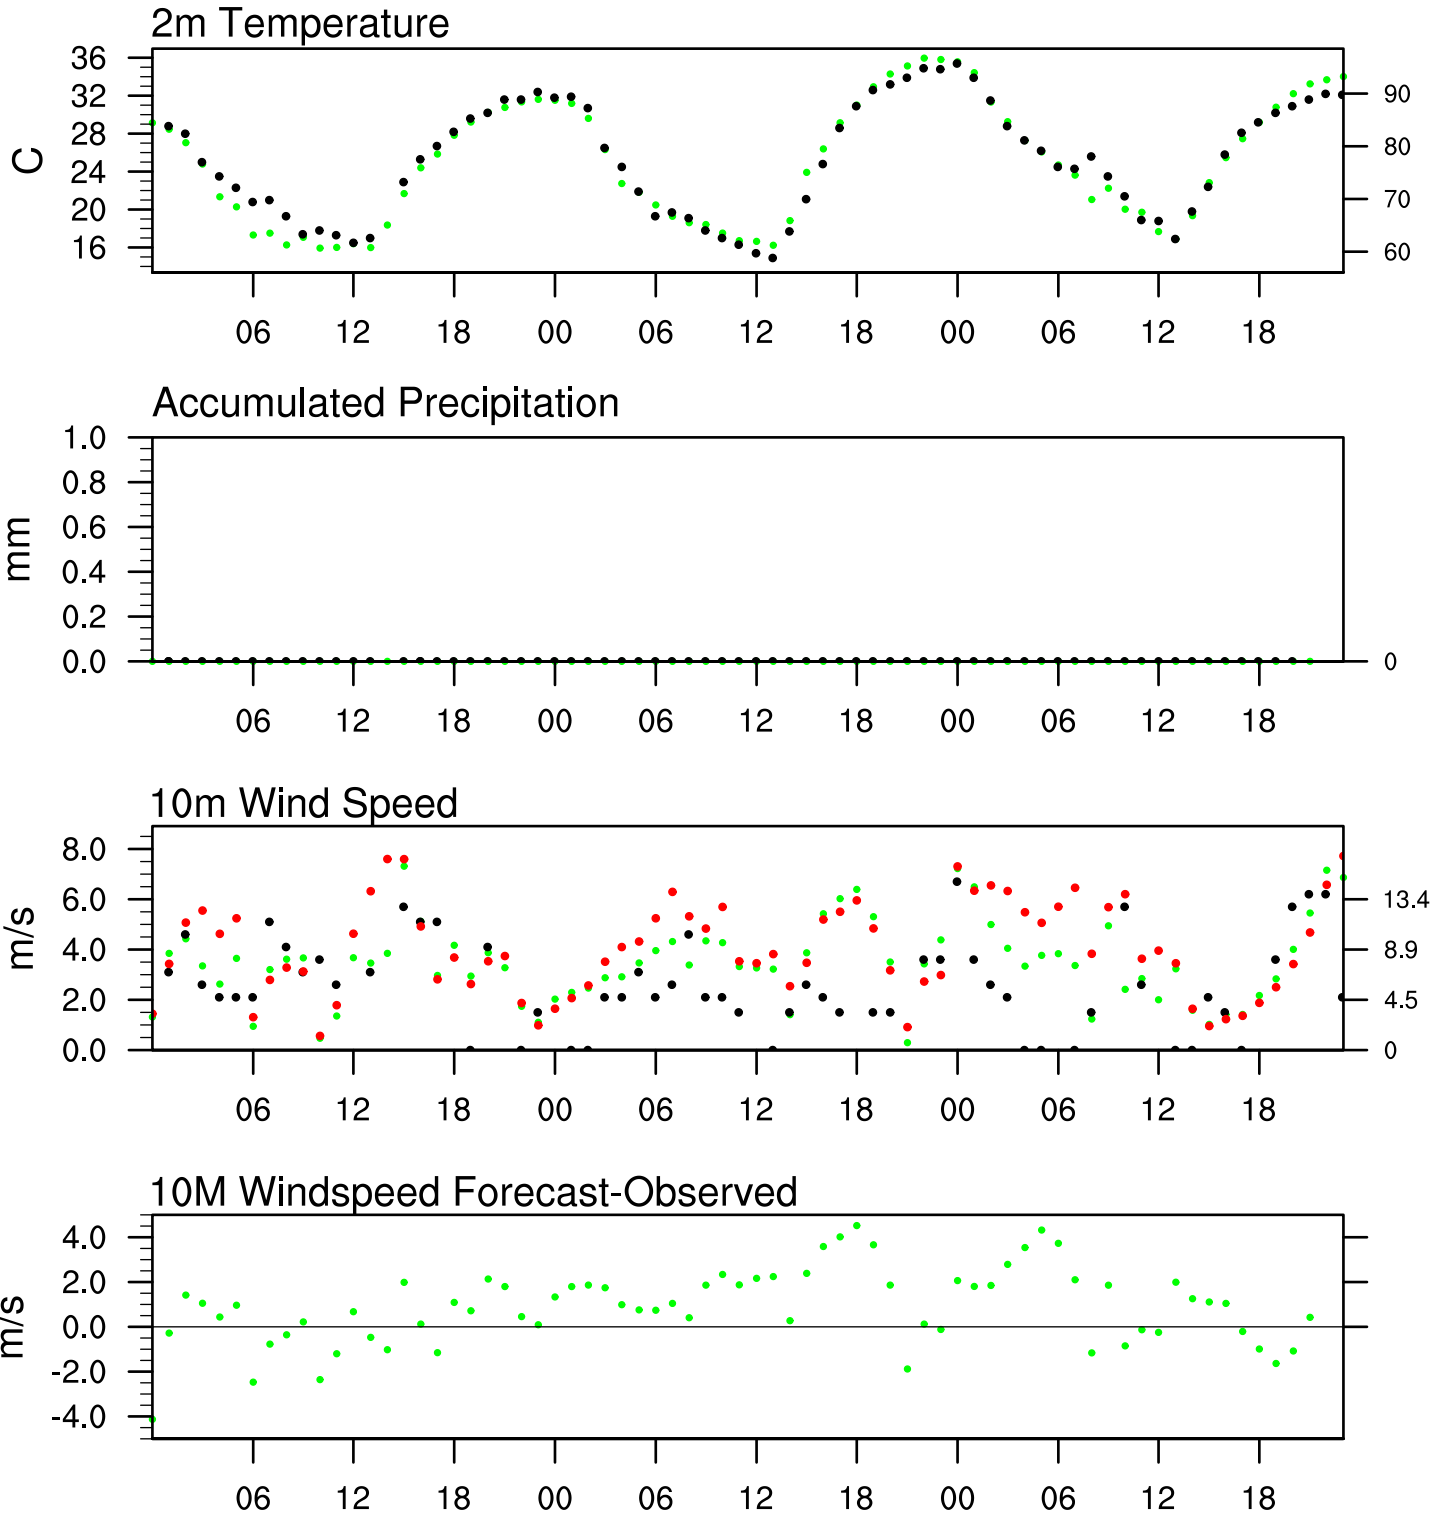 2m Temperature
36
32
28
24
20
16
C
90
80
70
60
06 12 18 00 06 12 18 00 06 12 18
Accumulated Precipitation
1.0
0.8
0.6
0.4
0.2
0.0
mm
0
06 12 18 00 06 12 18 00 06 12 18
10m Wind Speed
8.0
6.0
4.0
2.0
0.0
m/s
13.4
8.9
4.5
0
06 12 18 00 06 12 18 00 06 12 18
10M Windspeed Forecast-Observed
4.0
2.0
0.0
-2.0
-4.0
m/s
06 12 18 00 06 12 18 00 06 12 18